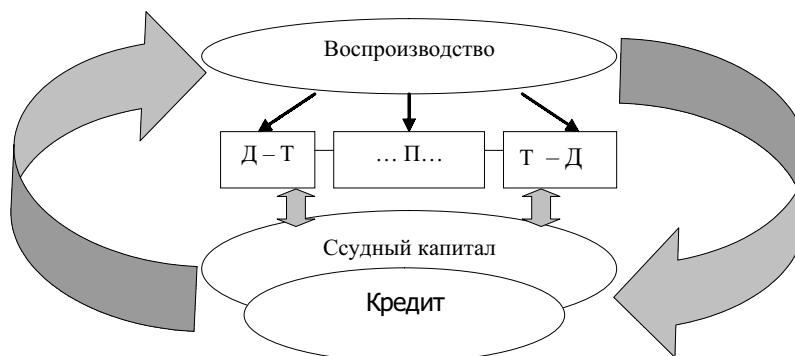 Воспроизводство
Д – Т
... П...
Т – Д
Ссудный капитал
Кредит